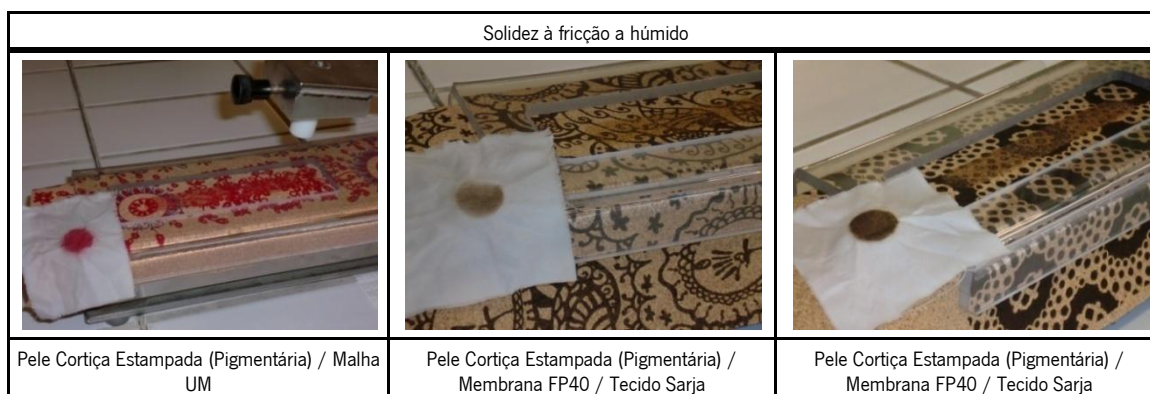 Solidez à fricção a húmido
Pele Cortiça Estampada (Pigmentária) / Malha
UM
Pele Cortiça Estampada (Pigmentária) /
Membrana FP40 / Tecido Sarja
Pele Cortiça Estampada (Pigmentária) /
Membrana FP40 / Tecido Sarja